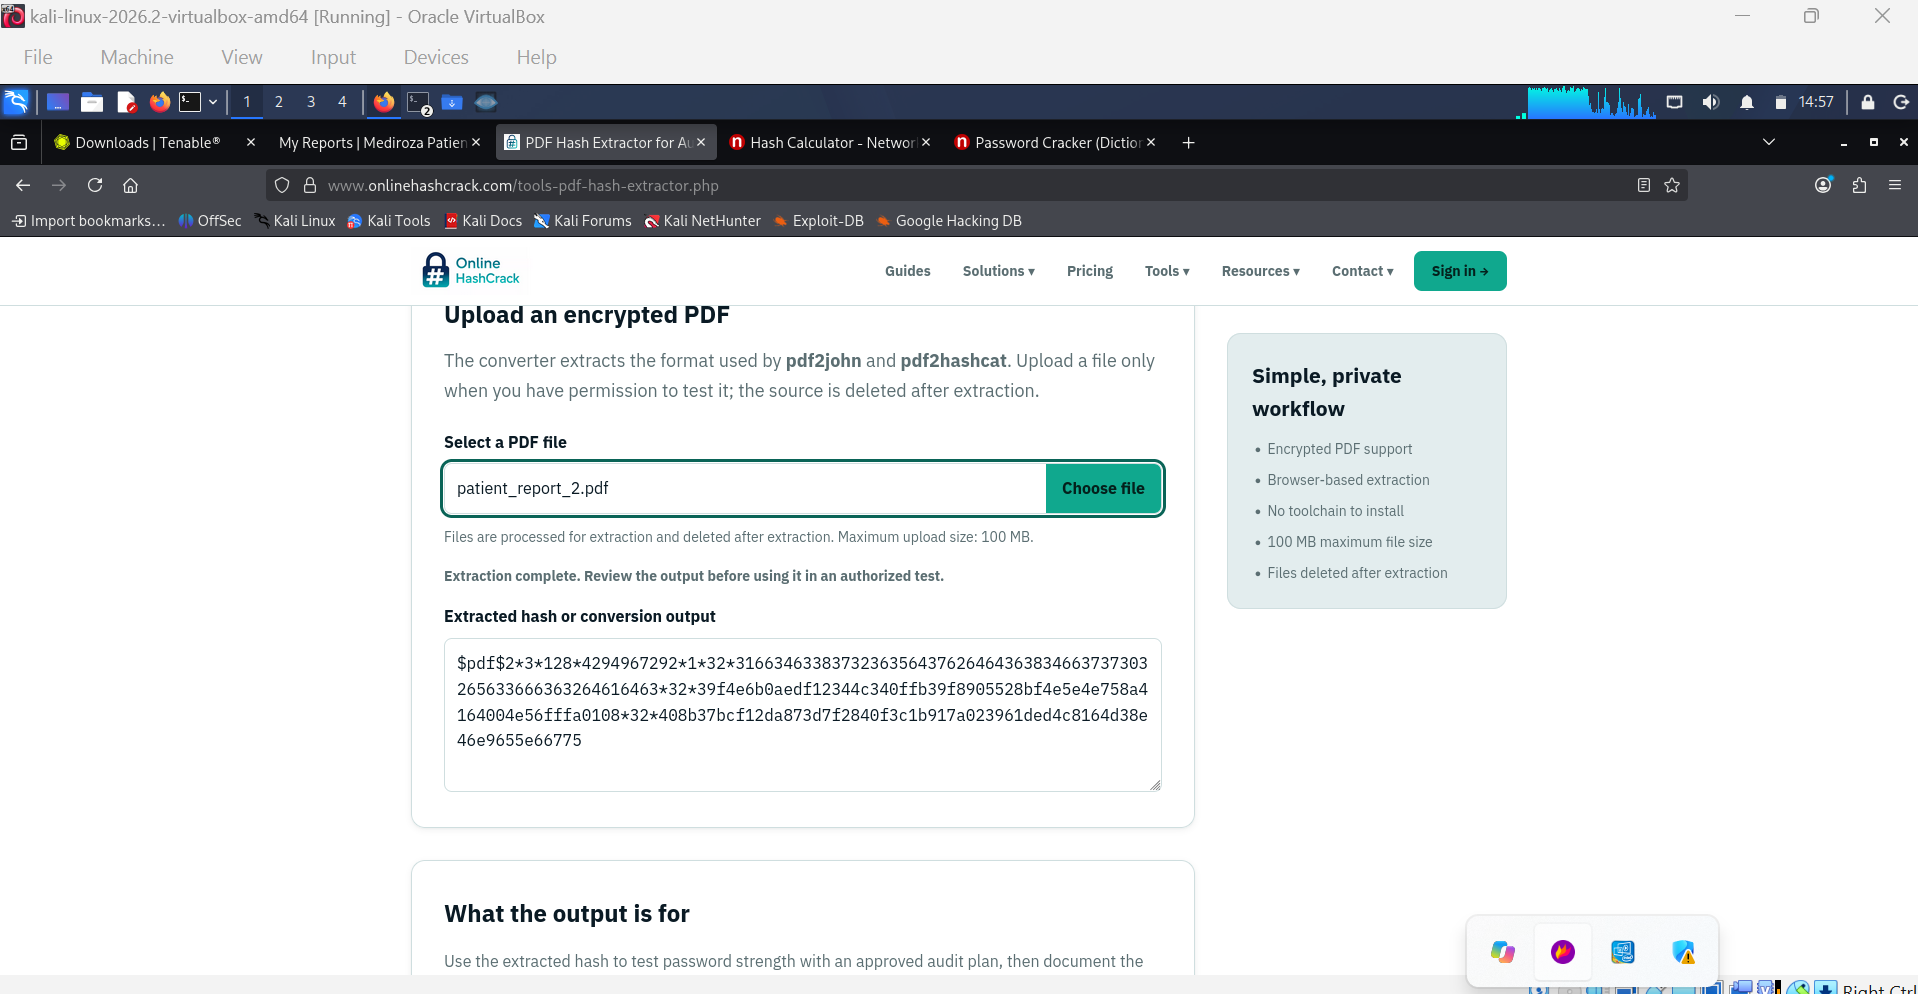 kali-linux-2026.2-virtualbox-amd64 [Running] - Oracle VirtualBox
File Machine View Input Devices Help
1 2 3 4 2 14:57
Downloads | Tenable®
My Reports | Mediroza Patien
PDF Hash Extractor for Au
Hash Calculator - Networ
Password Cracker (Diction
www.onlinehashcrack.com/tools-pdf-hash-extractor.php
Import bookmarks... OffSec Kali Linux Kali Tools Kali Docs Kali Forums Kali NetHunter Exploit-DB Google Hacking DB
Online
HashCrack
Guides Solutions ▾ Pricing Tools ▾ Resources ▾ Contact ▾ Sign in →
Upload an encrypted PDF
The converter extracts the format used by pdf2john and pdf2hashcat. Upload a file only
when you have permission to test it; the source is deleted after extraction.
Select a PDF file
patient_report_2.pdf
Choose file
Files are processed for extraction and deleted after extraction. Maximum upload size: 100 MB.
Extraction complete. Review the output before using it in an authorized test.
Extracted hash or conversion output
$pdf$2*3*128*4294967292*1*32*3166346338373236356437626464363834663737303
2656336663632646164​63*32*39f4e6b0aedf12344c340ffb39f8905528bf4e5e4e758a4
164004e56fffa0108*32*408b37bcf12da873d7f2840f3c1b917a023961ded4c8164d38e
46e9655e66775
Simple, private
workflow
• Encrypted PDF support
• Browser-based extraction
• No toolchain to install
• 100 MB maximum file size
• Files deleted after extraction
What the output is for
Use the extracted hash to test password strength with an approved audit plan, then document the
Right Ctrl